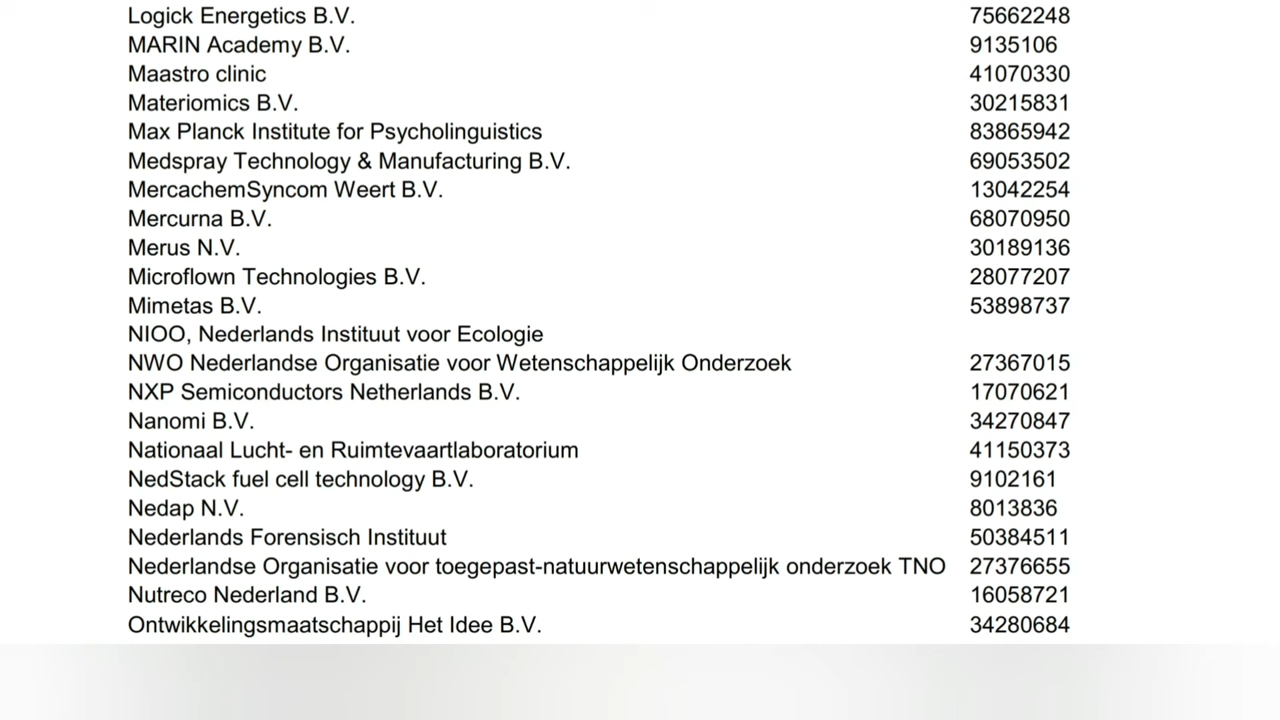 Logick Energetics B.V. 75662248
MARIN Academy B.V. 9135106
Maastro clinic 41070330
Materiomics B.V. 30215831
Max Planck Institute for Psycholinguistics 83865942
Medspray Technology & Manufacturing B.V. 69053502
MercachemSyncom Weert B.V. 13042254
Mercurna B.V. 68070950
Merus N.V. 30189136
Microflown Technologies B.V. 28077207
Mimetas B.V. 53898737
NIOO, Nederlands Instituut voor Ecologie
NWO Nederlandse Organisatie voor Wetenschappelijk Onderzoek 27367015
NXP Semiconductors Netherlands B.V. 17070621
Nanomi B.V. 34270847
Nationaal Lucht- en Ruimtevaartlaboratorium 41150373
NedStack fuel cell technology B.V. 9102161
Nedap N.V. 8013836
Nederlands Forensisch Instituut 50384511
Nederlandse Organisatie voor toegepast-natuurwetenschappelijk onderzoek TNO 27376655
Nutreco Nederland B.V. 16058721
Ontwikkelingsmaatschappij Het Idee B.V. 34280684